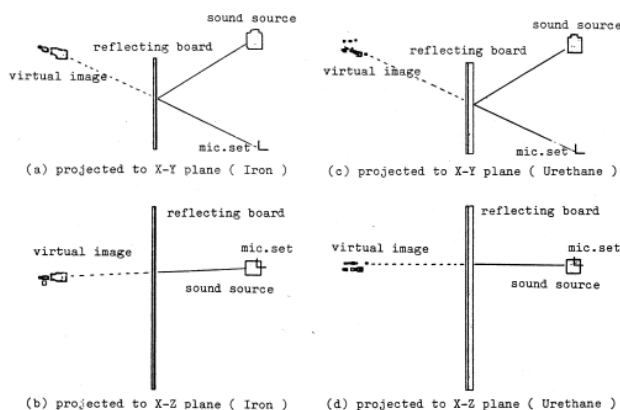 sound source
reflecting board
virtual image
mic.set
(a) projected to X-Y plane ( Iron )
sound source
reflecting board
virtual image
mic.set
(c) projected to X-Y plane ( Urethane )
reflecting board
virtual image
mic.set
sound source
(b) projected to X-Z plane ( Iron )
reflecting board
virtual image
mic.set
sound source
(d) projected to X-Z plane ( Urethane )